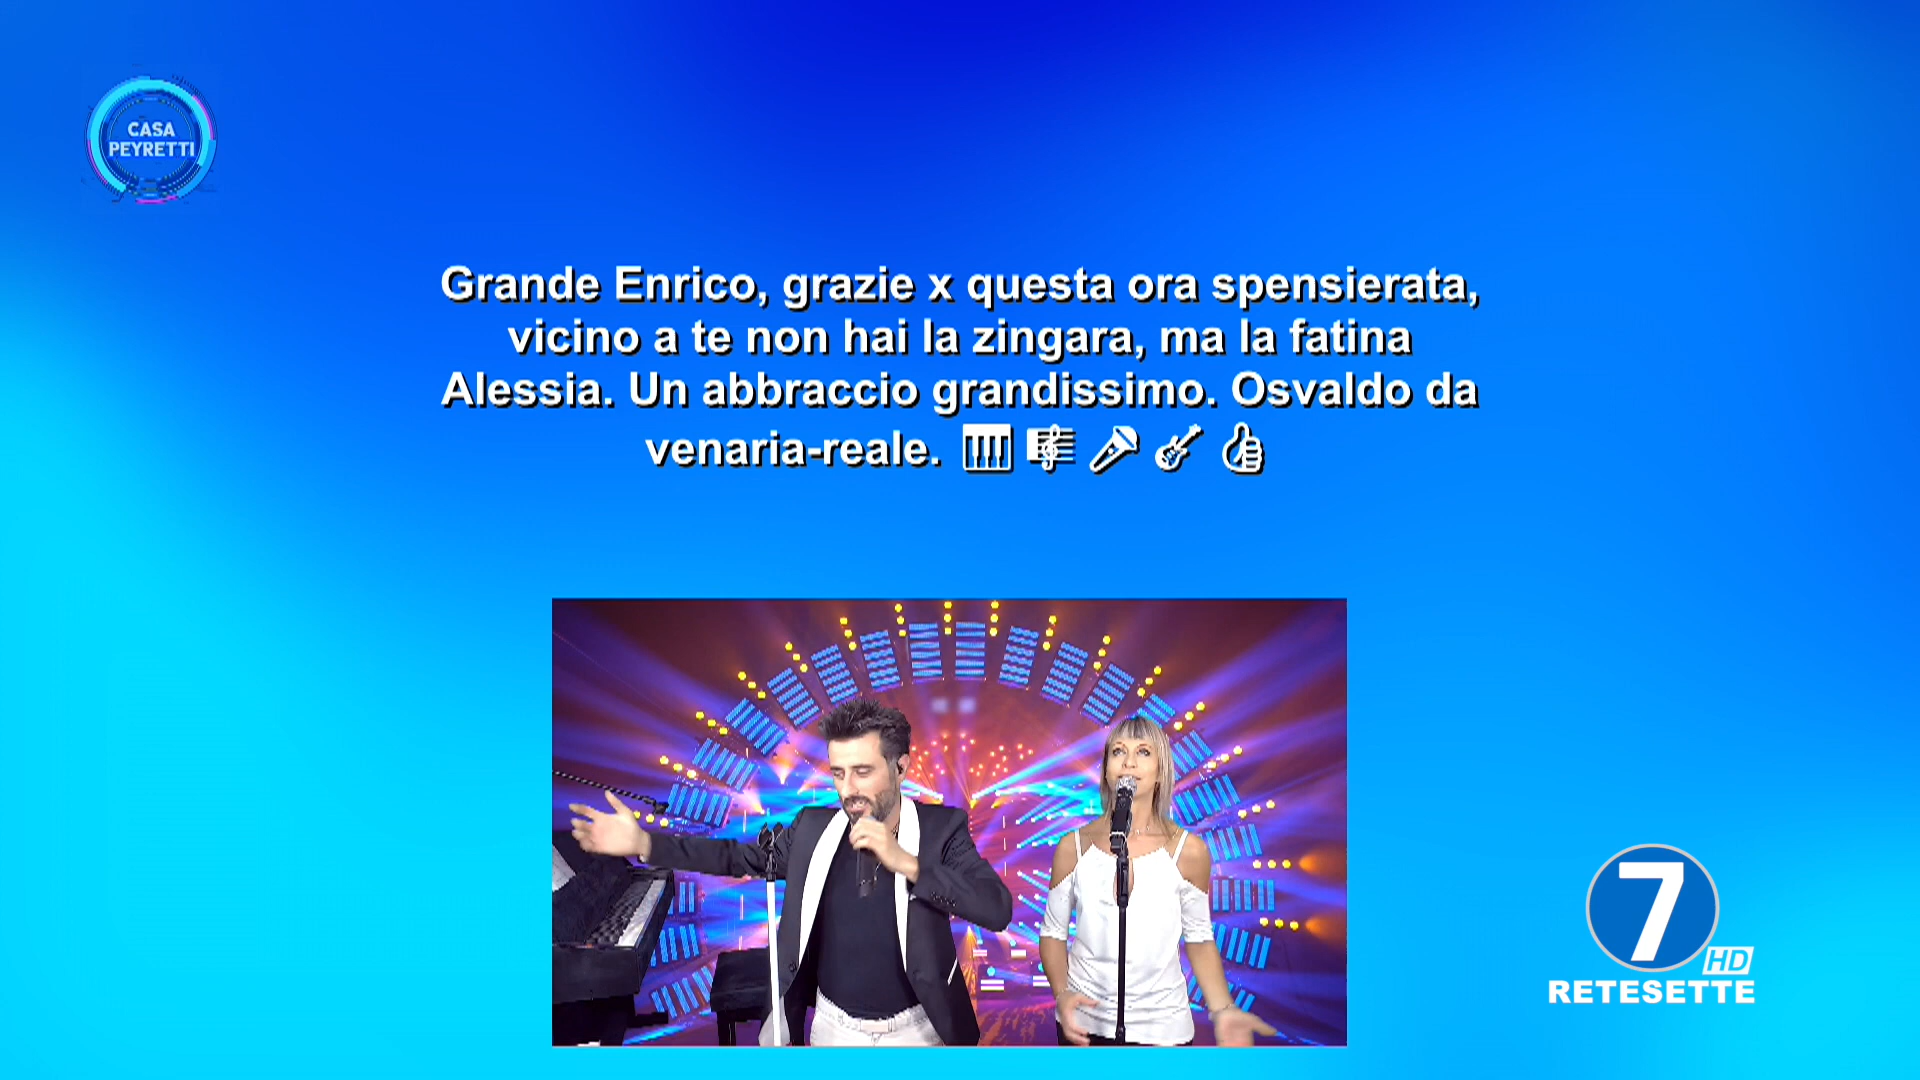 CASA
PEYRETTI
Grande Enrico, grazie x questa ora spensierata,
vicino a te non hai la zingara, ma la fatina
Alessia. Un abbraccio grandissimo. Osvaldo da
venaria-reale. 🎹 🎼 🎤 🎸 👍
7
HD
RETESETTE